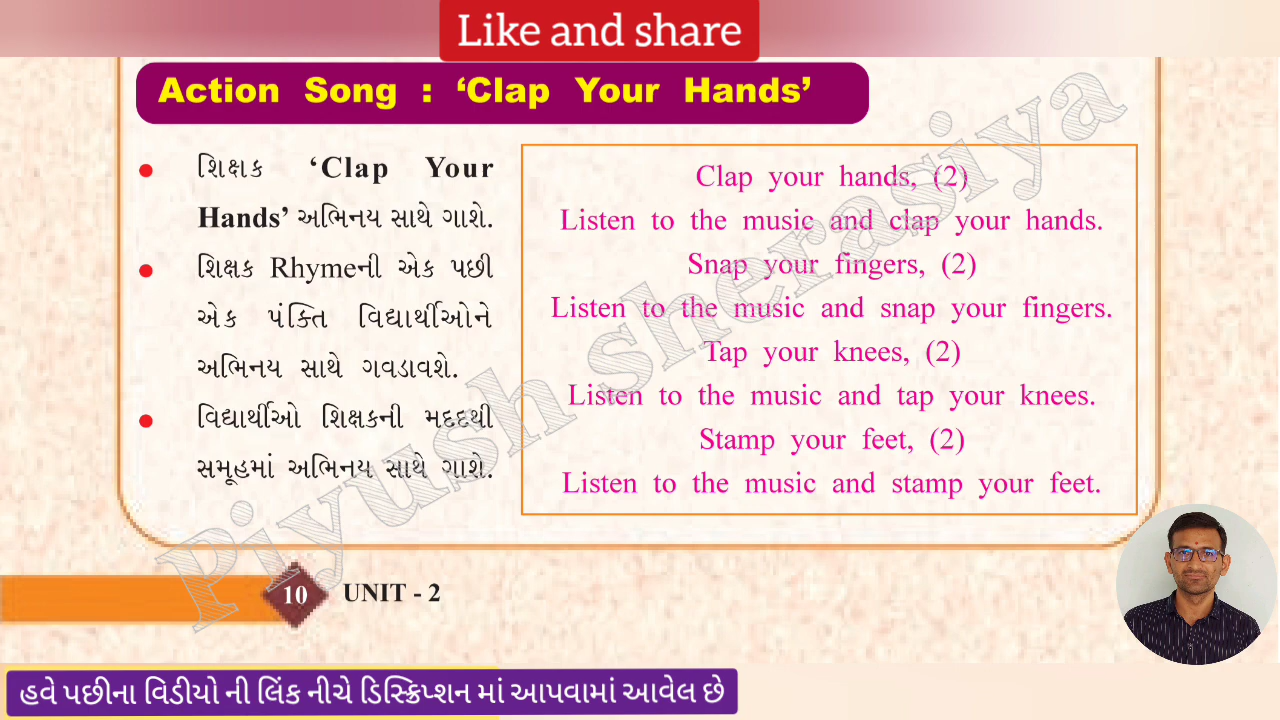 Like and share
Action Song : ‘Clap Your Hands’
શિક્ષક ‘Clap Your
Hands’ અભિનય સાથે ગાશે.
શિક્ષક Rhymeની એક પછી
એક પંક્તિ વિદ્યાર્થીઓને
અભિનય સાથે ગવડાવશે.
વિદ્યાર્થીઓ શિક્ષકની મદદથી
સમૂહમાં અભિનય સાથે ગાશે.
Clap your hands, (2)
Listen to the music and clap your hands.
Snap your fingers, (2)
Listen to the music and snap your fingers.
Tap your knees, (2)
Listen to the music and tap your knees.
Stamp your feet, (2)
Listen to the music and stamp your feet.
Piyush sherasiya
10 UNIT - 2
હવે પછીના વિડીયો ની લિંક નીચે ડિસ્ક્રિપ્શન માં આપવામાં આવેલ છે